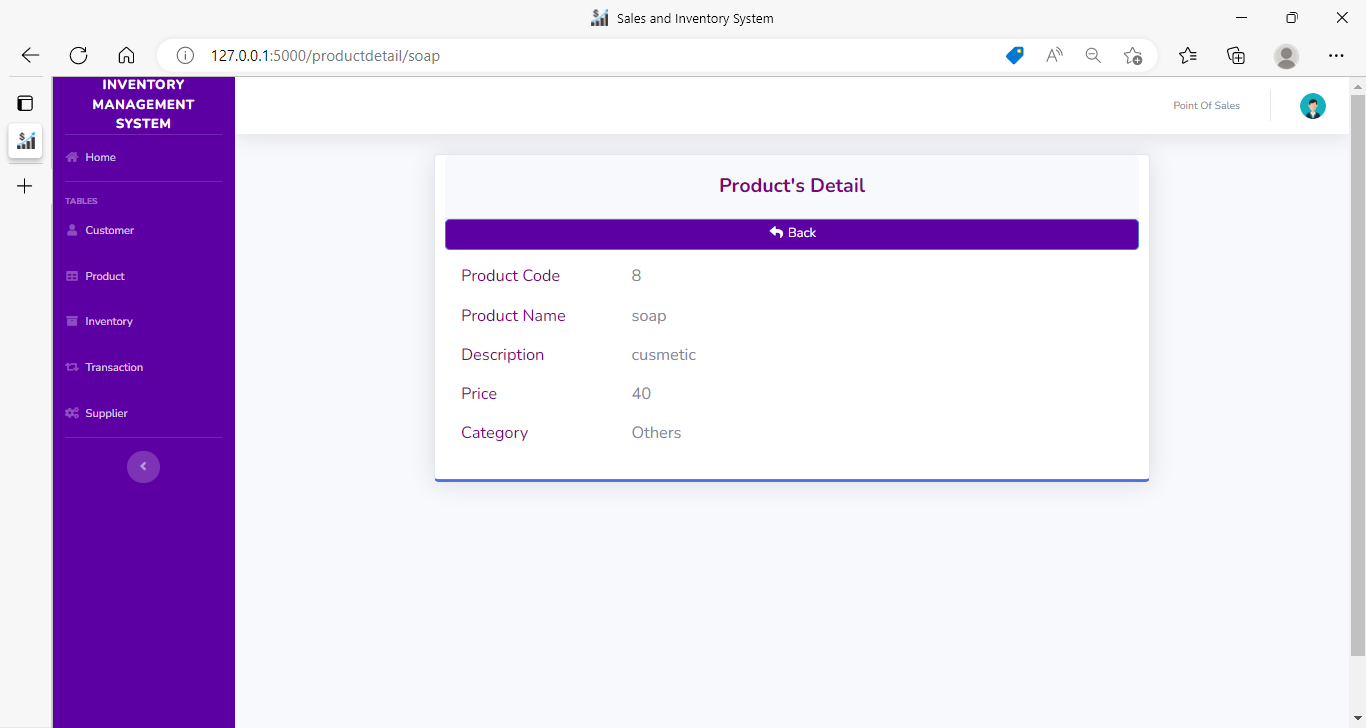 Sales and Inventory System
127.0.0.1:5000/productdetail/soap
INVENTORY
MANAGEMENT
SYSTEM
Point Of Sales
Home
TABLES
Customer
Product
Inventory
Transaction
Supplier
Product's Detail
Back
Product Code 8
Product Name soap
Description cusmetic
Price 40
Category Others